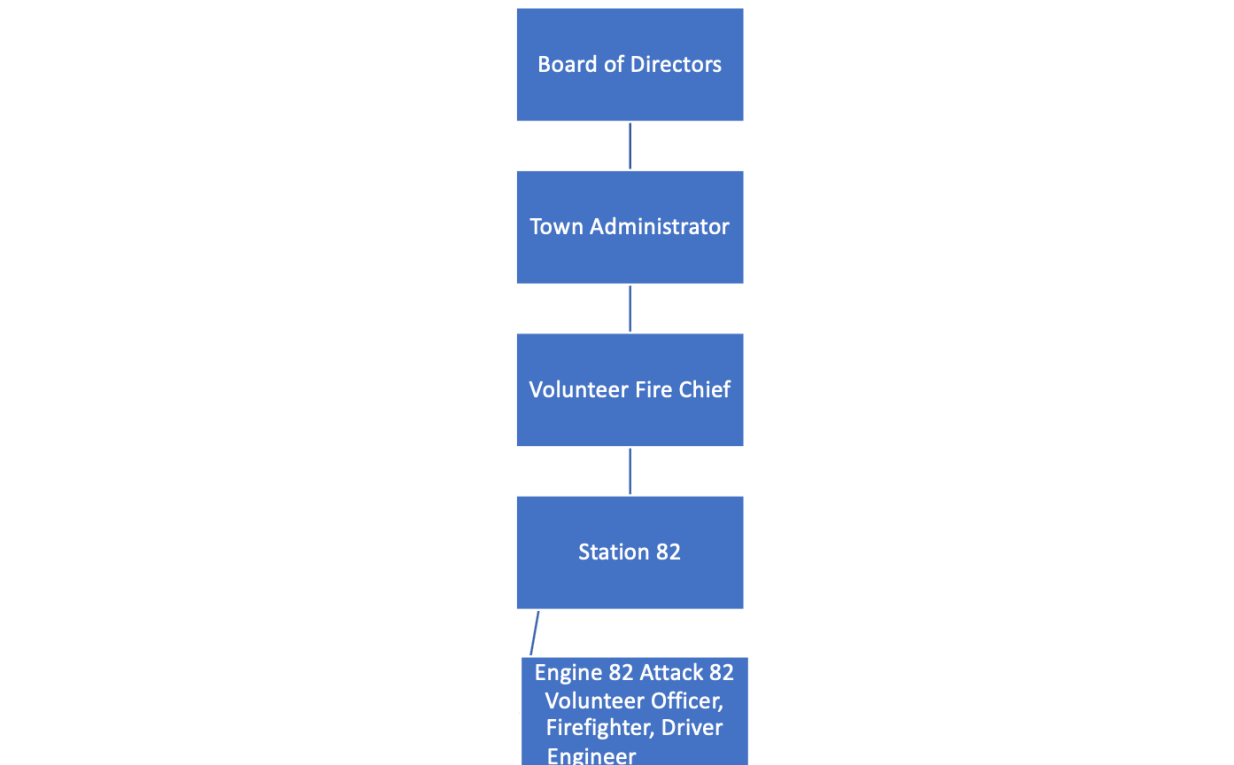 Board of Directors
Town Administrator
Volunteer Fire Chief
Station 82
Engine 82 Attack 82
Volunteer Officer,
Firefighter, Driver
Engineer